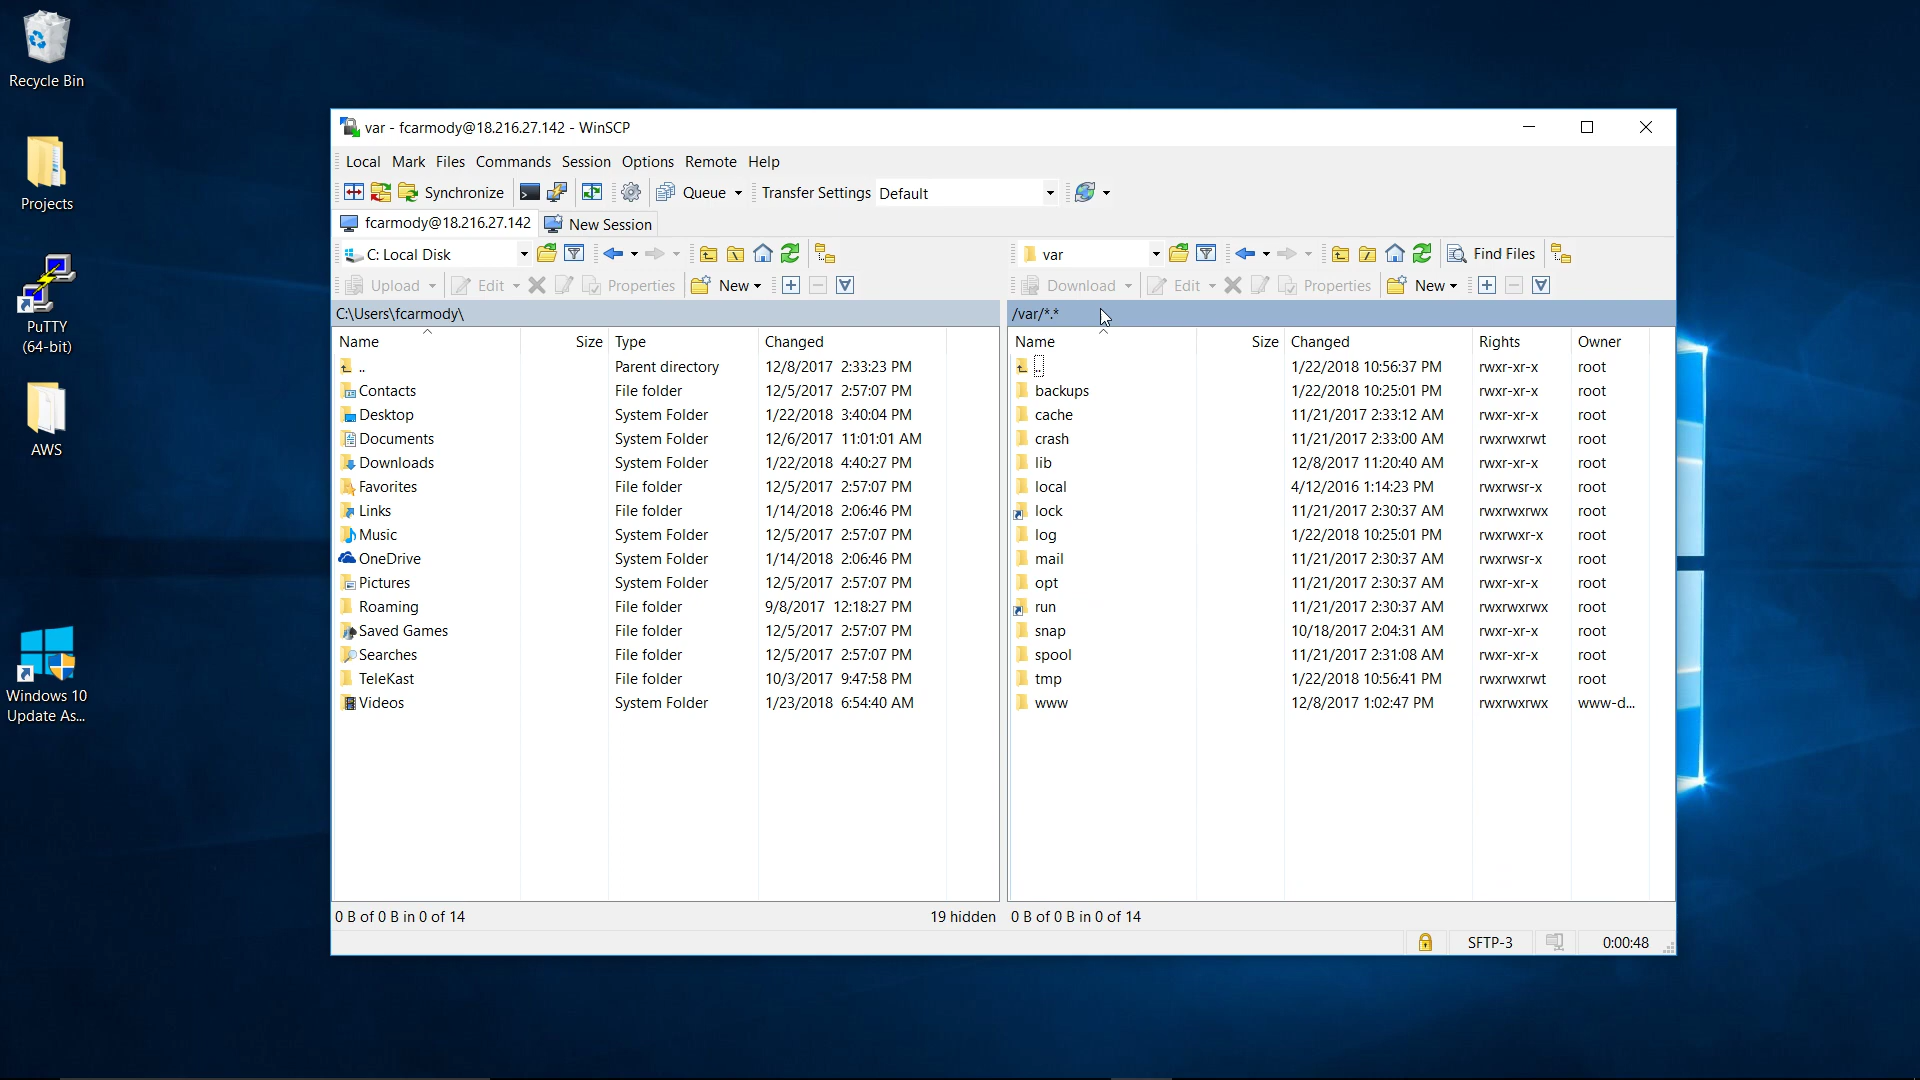 Recycle Bin
Projects
PuTTY
(64-bit)
AWS
Windows 10
Update As...
var - fcarmody@18.216.27.142 - WinSCP
Local Mark Files Commands Session Options Remote Help
Synchronize Queue Transfer Settings Default
fcarmody@18.216.27.142 New Session
C: Local Disk
var Find Files
Upload Edit Properties New
Download Edit Properties New
C:\Users\fcarmody\
Name Size Type Changed
.. Parent directory 12/8/2017 2:33:23 PM
Contacts File folder 12/5/2017 2:57:07 PM
Desktop System Folder 1/22/2018 3:40:04 PM
Documents System Folder 12/6/2017 11:01:01 AM
Downloads System Folder 1/22/2018 4:40:27 PM
Favorites File folder 12/5/2017 2:57:07 PM
Links File folder 1/14/2018 2:06:46 PM
Music System Folder 12/5/2017 2:57:07 PM
OneDrive System Folder 1/14/2018 2:06:46 PM
Pictures System Folder 12/5/2017 2:57:07 PM
Roaming File folder 9/8/2017 12:18:27 PM
Saved Games File folder 12/5/2017 2:57:07 PM
Searches File folder 12/5/2017 2:57:07 PM
TeleKast File folder 10/3/2017 9:47:58 PM
Videos System Folder 1/23/2018 6:54:40 AM
0 B of 0 B in 0 of 14 19 hidden
/var/*.*
Name Size Changed Rights Owner
.. 1/22/2018 10:56:37 PM rwxr-xr-x root
backups 1/22/2018 10:25:01 PM rwxr-xr-x root
cache 11/21/2017 2:33:12 AM rwxr-xr-x root
crash 11/21/2017 2:33:00 AM rwxrwxrwt root
lib 12/8/2017 11:20:40 AM rwxr-xr-x root
local 4/12/2016 1:14:23 PM rwxrwsr-x root
lock 11/21/2017 2:30:37 AM rwxrwxrwx root
log 1/22/2018 10:25:01 PM rwxrwxr-x root
mail 11/21/2017 2:30:37 AM rwxrwsr-x root
opt 11/21/2017 2:30:37 AM rwxr-xr-x root
run 11/21/2017 2:30:37 AM rwxrwxrwx root
snap 10/18/2017 2:04:31 AM rwxr-xr-x root
spool 11/21/2017 2:31:08 AM rwxr-xr-x root
tmp 1/22/2018 10:56:41 PM rwxrwxrwt root
www 12/8/2017 1:02:47 PM rwxrwxrwx www-d...
0 B of 0 B in 0 of 14
SFTP-3 0:00:48